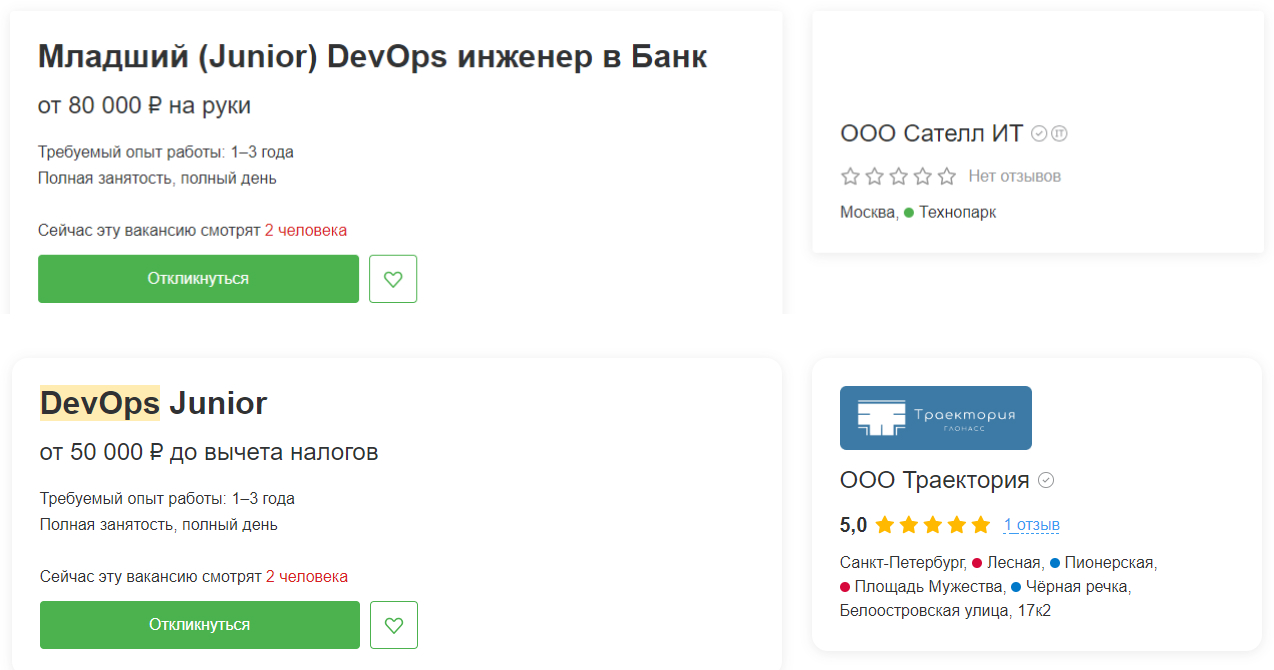 Младший (Junior) DevOps инженер в Банк
от 80 000 ₽ на руки
Требуемый опыт работы: 1–3 года
Полная занятость, полный день
Сейчас эту вакансию смотрят 2 человека
Откликнуться
ООО Сателл ИТ
IT
Нет отзывов
Москва, Технопарк
DevOps Junior
от 50 000 ₽ до вычета налогов
Требуемый опыт работы: 1–3 года
Полная занятость, полный день
Сейчас эту вакансию смотрят 2 человека
Откликнуться
Траектория
ГЛОНАСС
ООО Траектория
5,0 1 отзыв
Санкт-Петербург, Лесная, Пионерская,
Площадь Мужества, Чёрная речка,
Белоостровская улица, 17к2